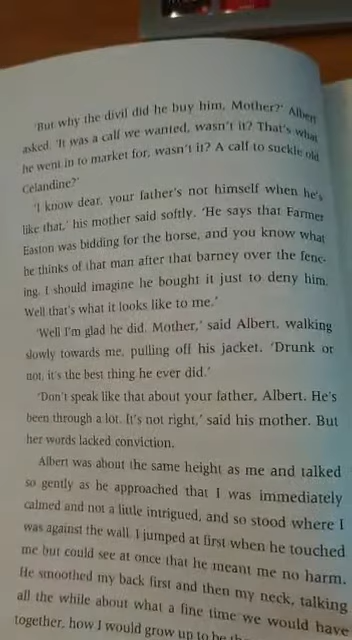 'But why the divil did he buy him, Mother?' Albert
asked. 'It was a calf we wanted, wasn't it? That's what
he went in to market for, wasn't it? A calf to suckle old
Celandine?'
'I know dear, your father's not himself when he's
like that,' his mother said softly. 'He says that Farmer
Easton was bidding for the horse, and you know what
he thinks of that man after that barney over the fenc-
ing. I should imagine he bought it just to deny him.
Well that's what it looks like to me.'
'Well I'm glad he did, Mother,' said Albert, walking
slowly towards me, pulling off his jacket. 'Drunk or
not, it's the best thing he ever did.'
'Don't speak like that about your father, Albert. He's
been through a lot. It's not right,' said his mother. But
her words lacked conviction.
Albert was about the same height as me and talked
so gently as he approached that I was immediately
calmed and not a little intrigued, and so stood where I
was against the wall. I jumped at first when he touched
me but could see at once that he meant me no harm.
He smoothed my back first and then my neck, talking
all the while about what a fine time we would have
together, how I would grow up to be the